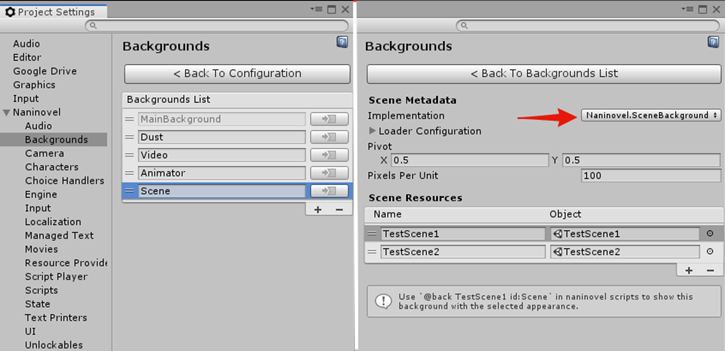 Project Settings
Audio
Editor
Google Drive
Graphics
Input
Naninovel
Audio
Backgrounds
Camera
Characters
Choice Handlers
Engine
Input
Localization
Managed Text
Movies
Resource Provide
Script Player
Scripts
State
Text Printers
UI
Unlockables
Backgrounds
< Back To Configuration
Backgrounds List
MainBackground
Dust
Video
Animator
Scene
+ −
Backgrounds
< Back To Backgrounds List
Scene Metadata
Implementation Naninovel.SceneBackground
Loader Configuration
Pivot
X 0.5 Y 0.5
Pixels Per Unit 100
Scene Resources
Name Object
TestScene1 TestScene1
TestScene2 TestScene2
+ −
Use `@back TestScene1 id:Scene` in naninovel scripts to show this
background with the selected appearance.